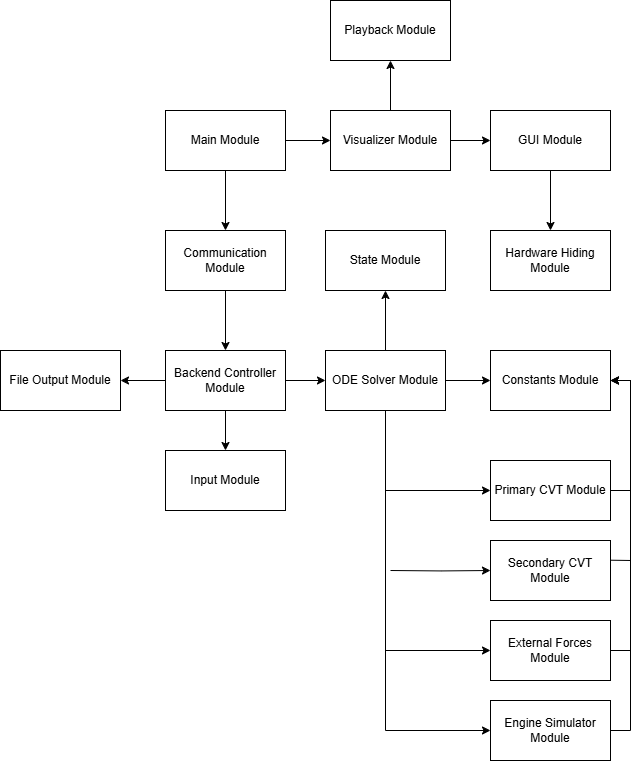 Playback Module
Main Module
Visualizer Module
GUI Module
Communication
Module
State Module
Hardware Hiding
Module
File Output Module
Backend Controller
Module
ODE Solver Module
Constants Module
Input Module
Primary CVT Module
Secondary CVT
Module
External Forces
Module
Engine Simulator
Module